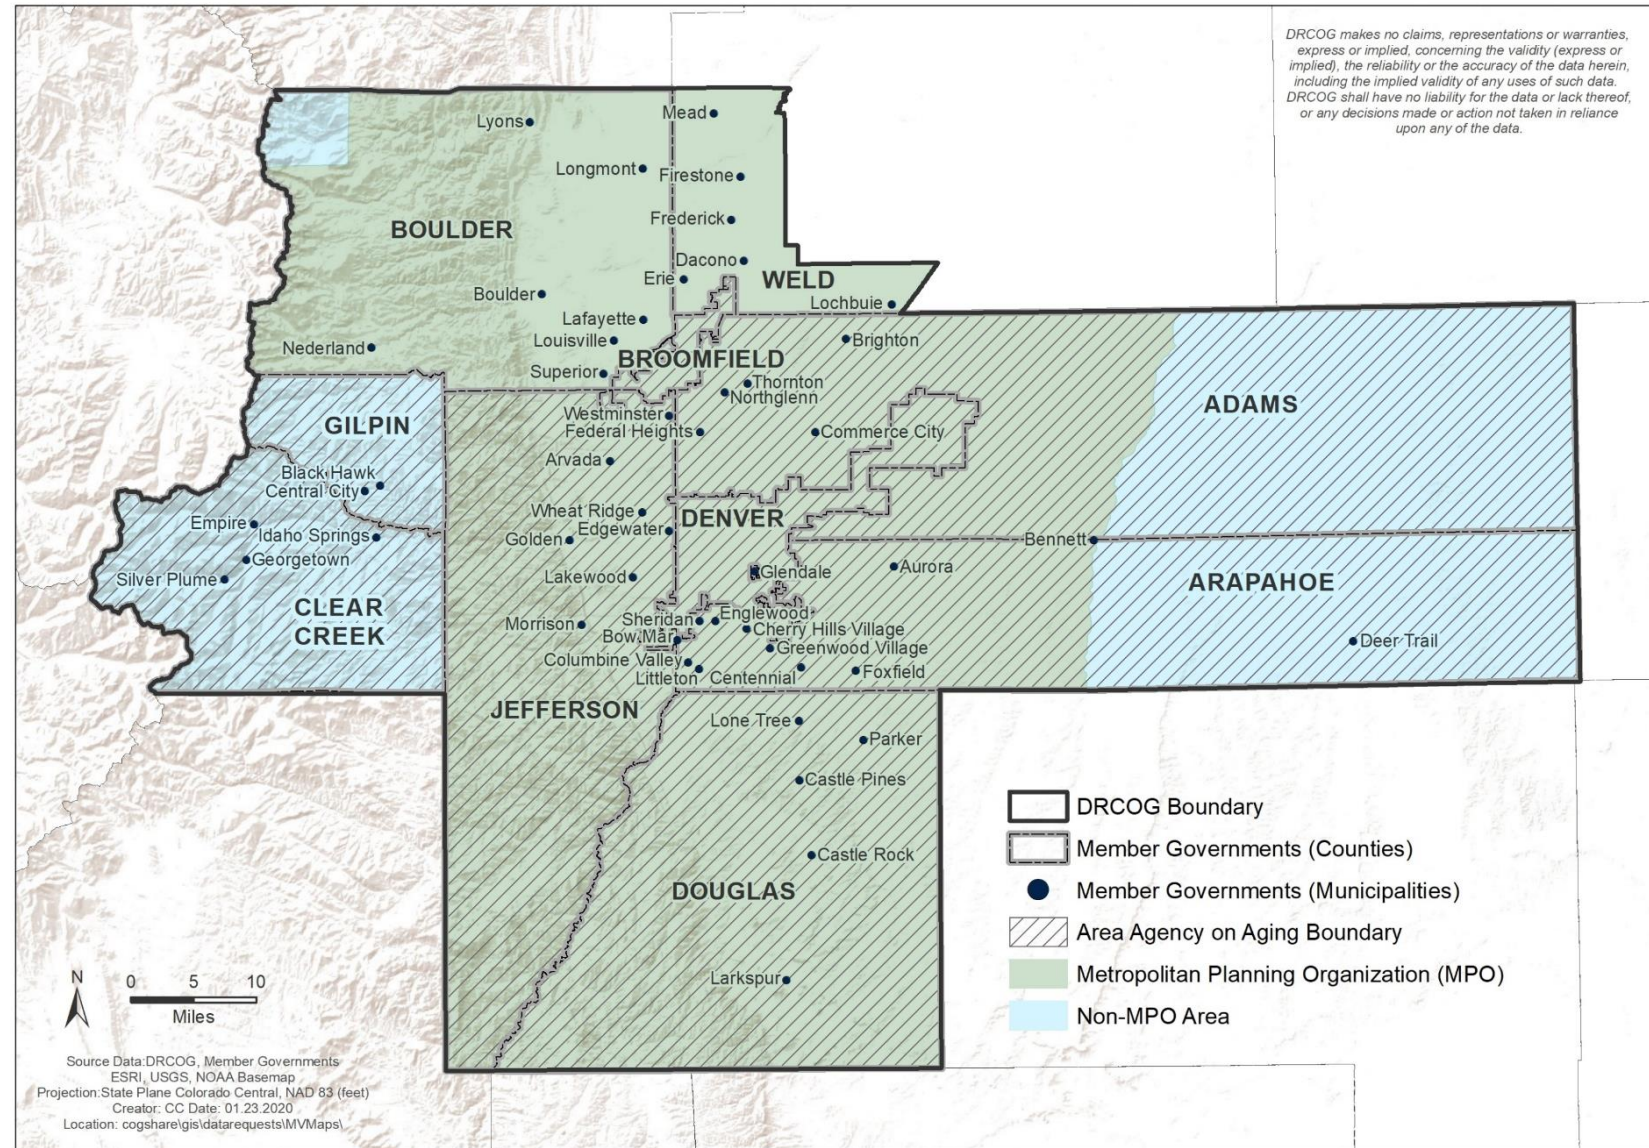 DRCOG makes no claims, representations or warranties,
express or implied, concerning the validity (express or
implied), the reliability or the accuracy of the data herein,
including the implied validity of any uses of such data.
DRCOG shall have no liability for the data or lack thereof,
or any decisions made or action not taken in reliance
upon any of the data.
Lyons
Mead
Longmont
Firestone
BOULDER
Frederick
Dacono
Erie
WELD
Boulder
Lochbuie
Lafayette
Louisville
Brighton
Nederland
BROOMFIELD
Superior
Thornton
Northglenn
ADAMS
Westminster
GILPIN
Federal Heights
Commerce City
Arvada
Black Hawk
Central City
Wheat Ridge
DENVER
Empire
Edgewater
Idaho Springs
Golden
Bennett
Georgetown
Aurora
Glendale
Silver Plume
Lakewood
ARAPAHOE
CLEAR
CREEK
Englewood
Sheridan
Morrison
Cherry Hills Village
Bow Mar
Deer Trail
Greenwood Village
Columbine Valley
Foxfield
Littleton
Centennial
JEFFERSON
Lone Tree
Parker
Castle Pines
Castle Rock
DOUGLAS
Larkspur
DRCOG Boundary
Member Governments (Counties)
Member Governments (Municipalities)
Area Agency on Aging Boundary
Metropolitan Planning Organization (MPO)
Non-MPO Area
N
0 5 10
Miles
Source Data:DRCOG, Member Governments
ESRI, USGS, NOAA Basemap
Projection:State Plane Colorado Central, NAD 83 (feet)
Creator: CC Date: 01.23.2020
Location: cogshare\gis\datarequests\MVMaps\